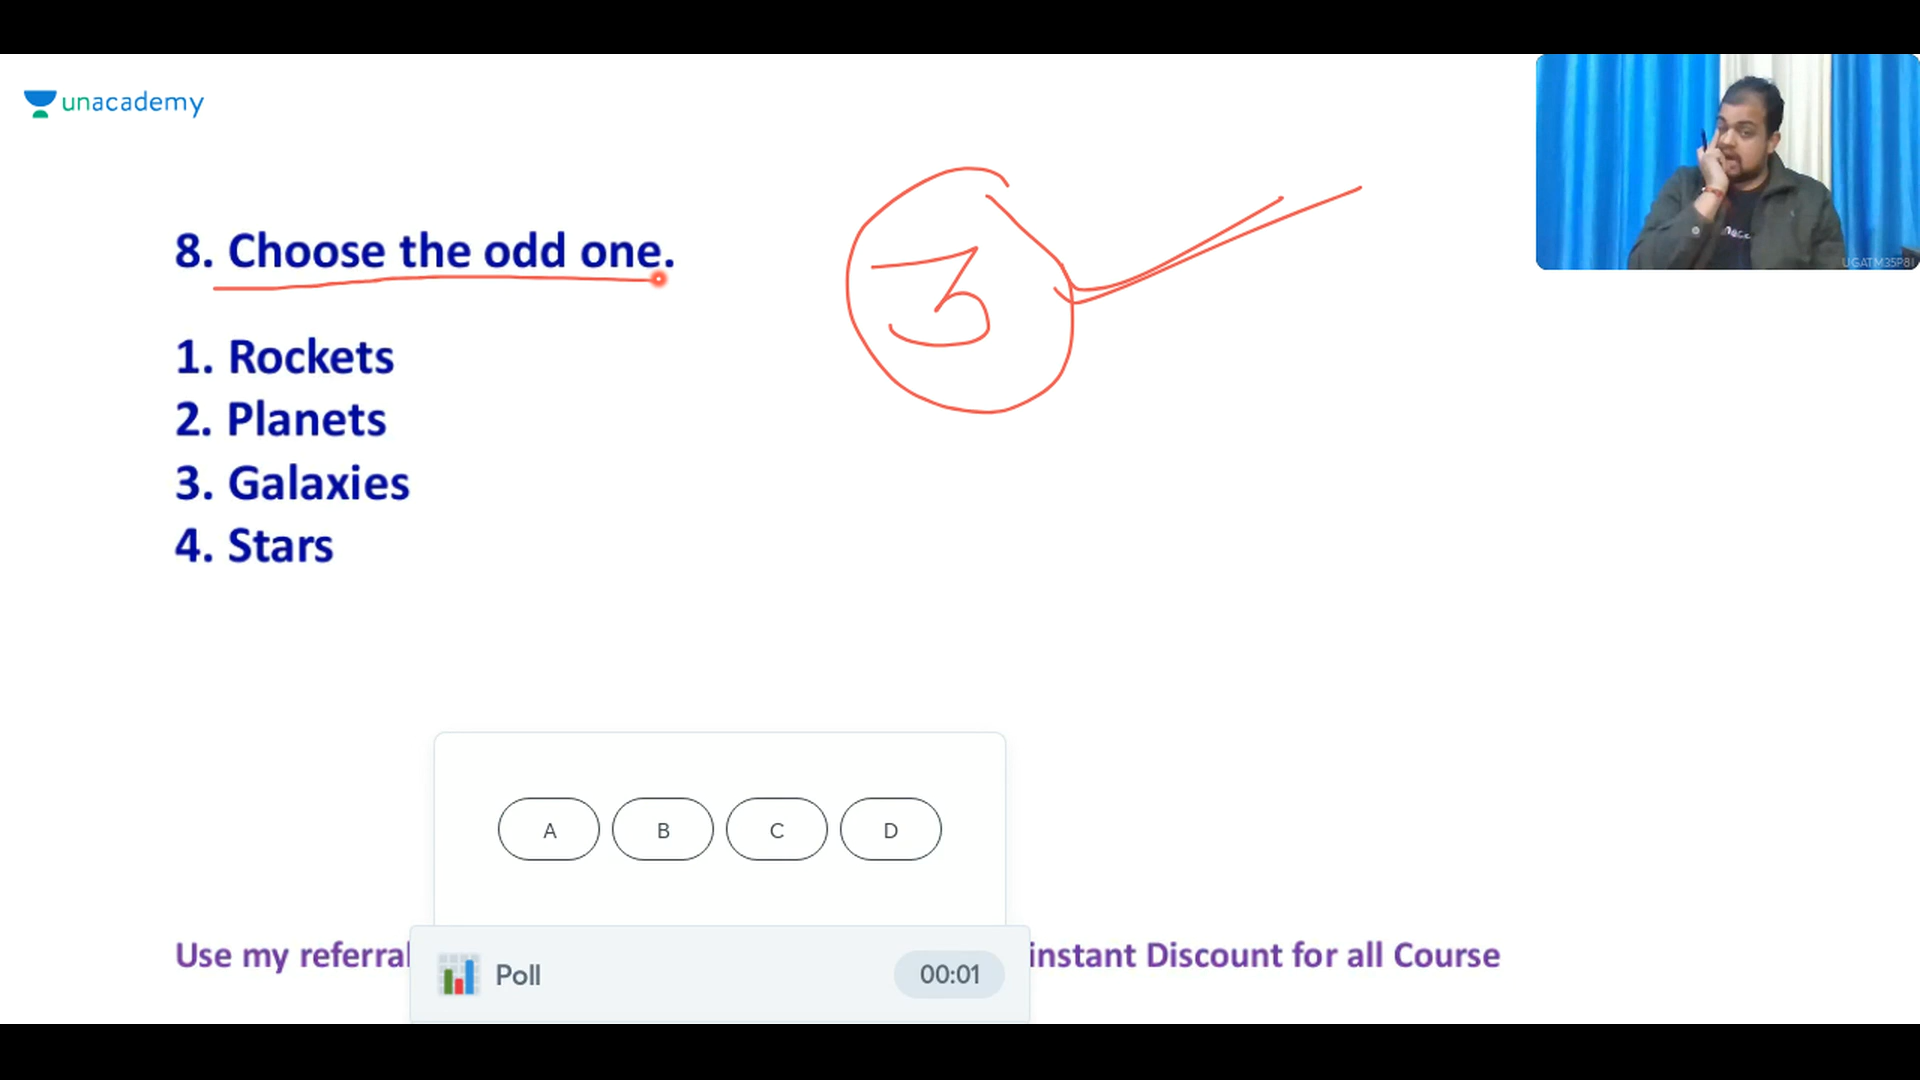 unacademy
8. Choose the odd one.
3
1. Rockets
2. Planets
3. Galaxies
4. Stars
UGATM35P8I
A B C D
Use my referral instant Discount for all Course
Poll 00:01